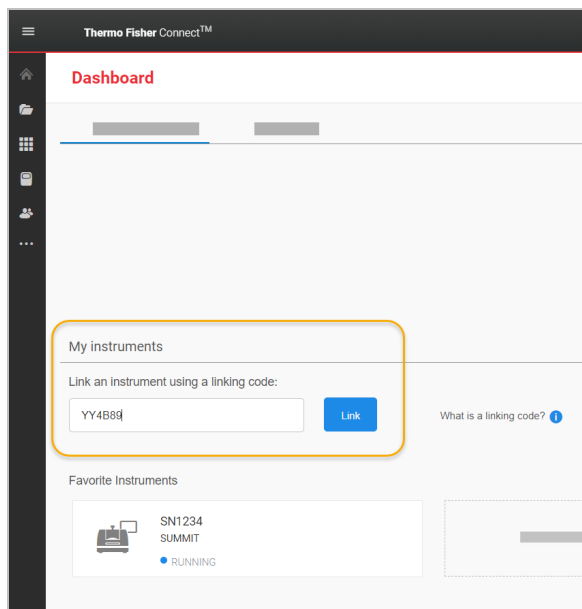 Thermo Fisher Connect™
Dashboard
My instruments
Link an instrument using a linking code:
YY4B89
Link
What is a linking code? i
Favorite Instruments
SN1234
SUMMIT
RUNNING